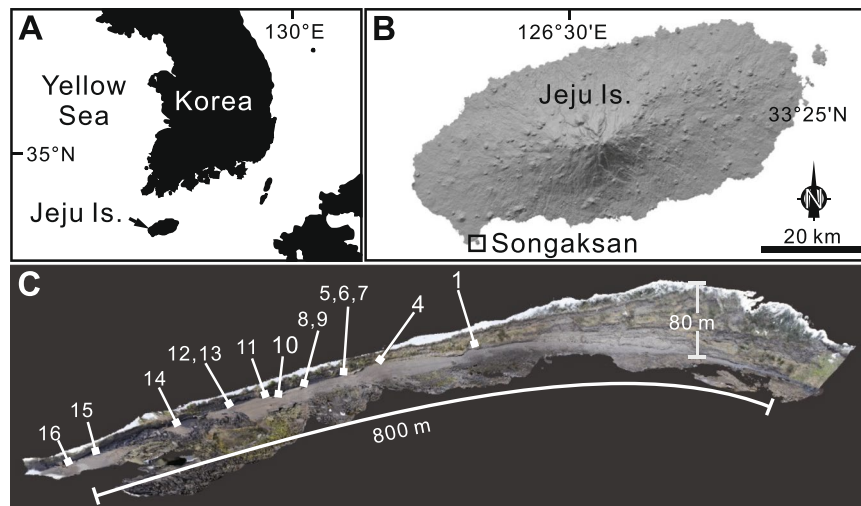 A
130°E
Yellow
Sea
Korea
35°N
Jeju Is.
B
126°30'E
Jeju Is.
33°25'N
N
20 km
Songaksan
C
1
5,6,7
4
8,9
10
11
12,13
14
15
16
80 m
800 m